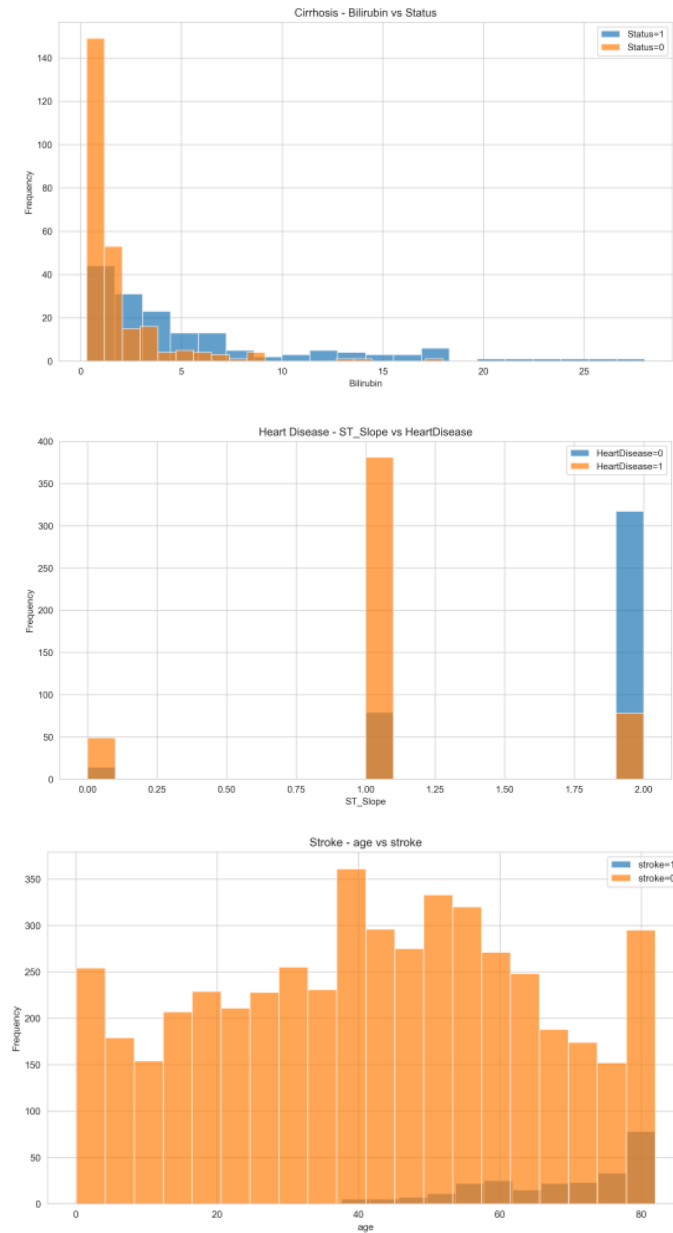 Cirrhosis - Bilirubin vs Status
Status=1
Status=0
140
120
100
80
60
40
20
0
Frequency
0 5 10 15 20 25
Bilirubin
Heart Disease - ST_Slope vs HeartDisease
HeartDisease=0
HeartDisease=1
400
350
300
250
200
150
100
50
0
Frequency
0.00 0.25 0.50 0.75 1.00 1.25 1.50 1.75 2.00
ST_Slope
Stroke - age vs stroke
stroke=1
stroke=0
350
300
250
200
150
100
50
0
Frequency
0 20 40 60 80
age